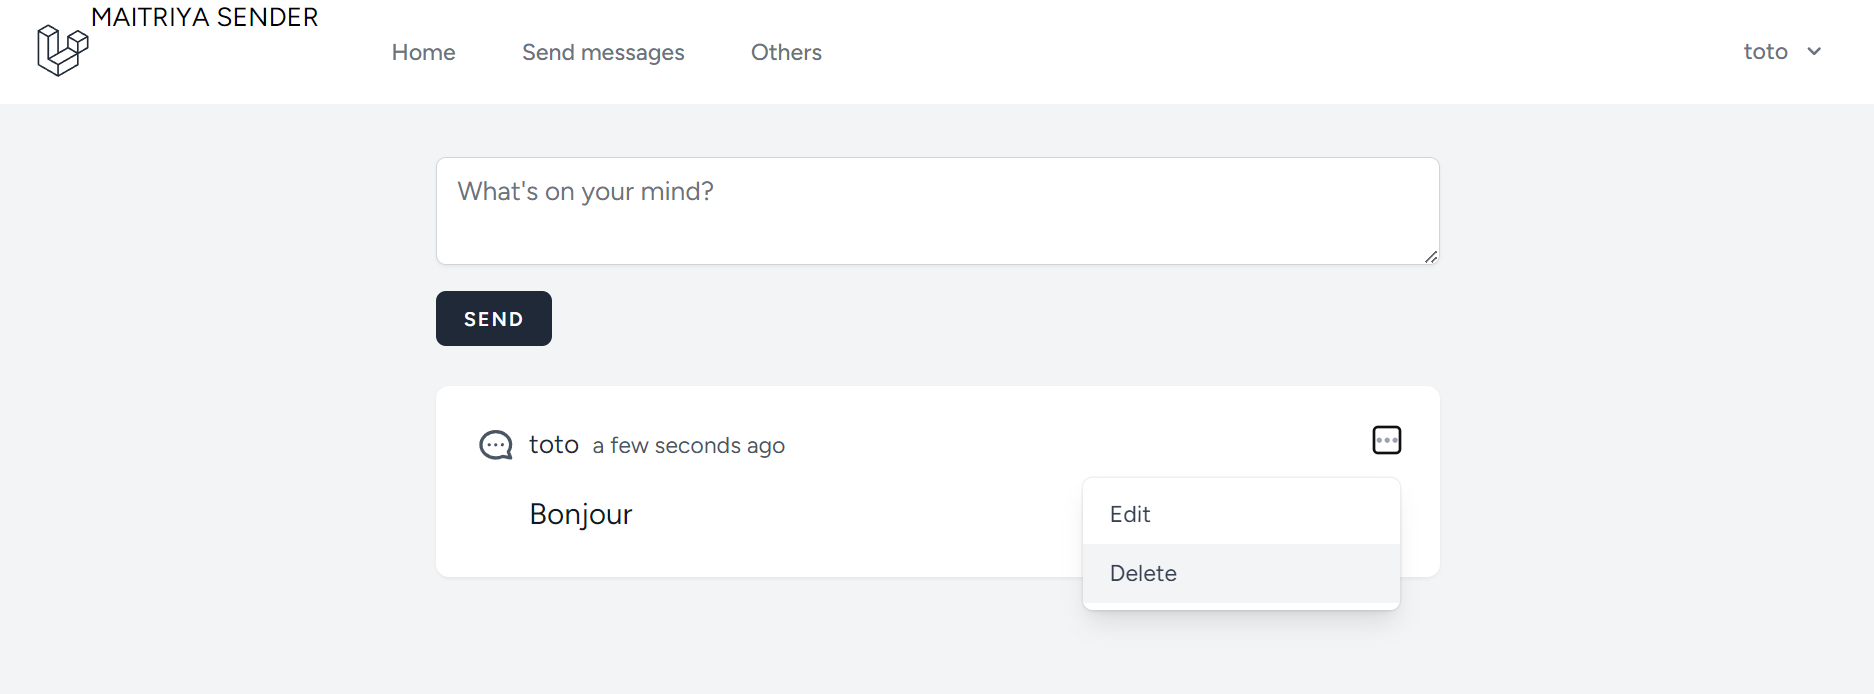 MAITRIYA SENDER
Home Send messages Others toto
What's on your mind?
SEND
toto a few seconds ago
Bonjour
Edit
Delete